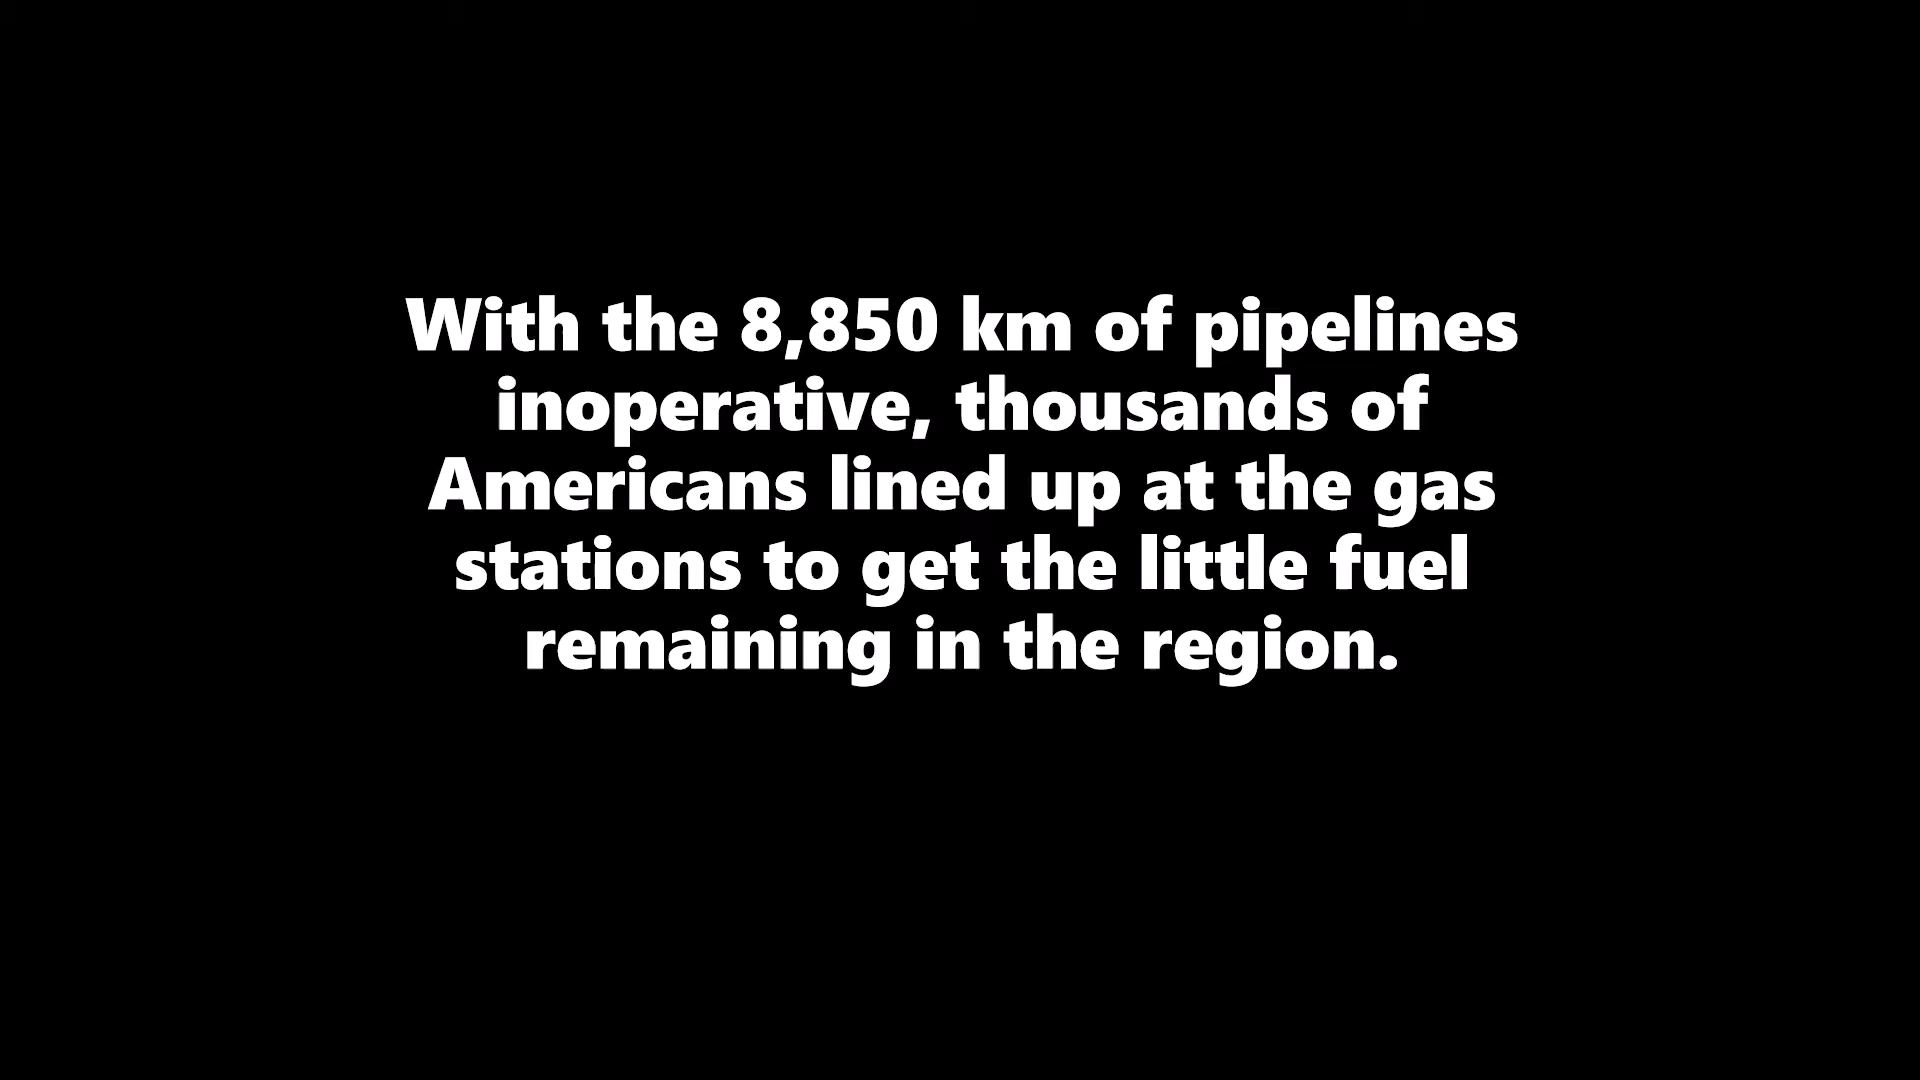 With the 8,850 km of pipelines
inoperative, thousands of
Americans lined up at the gas
stations to get the little fuel
remaining in the region.